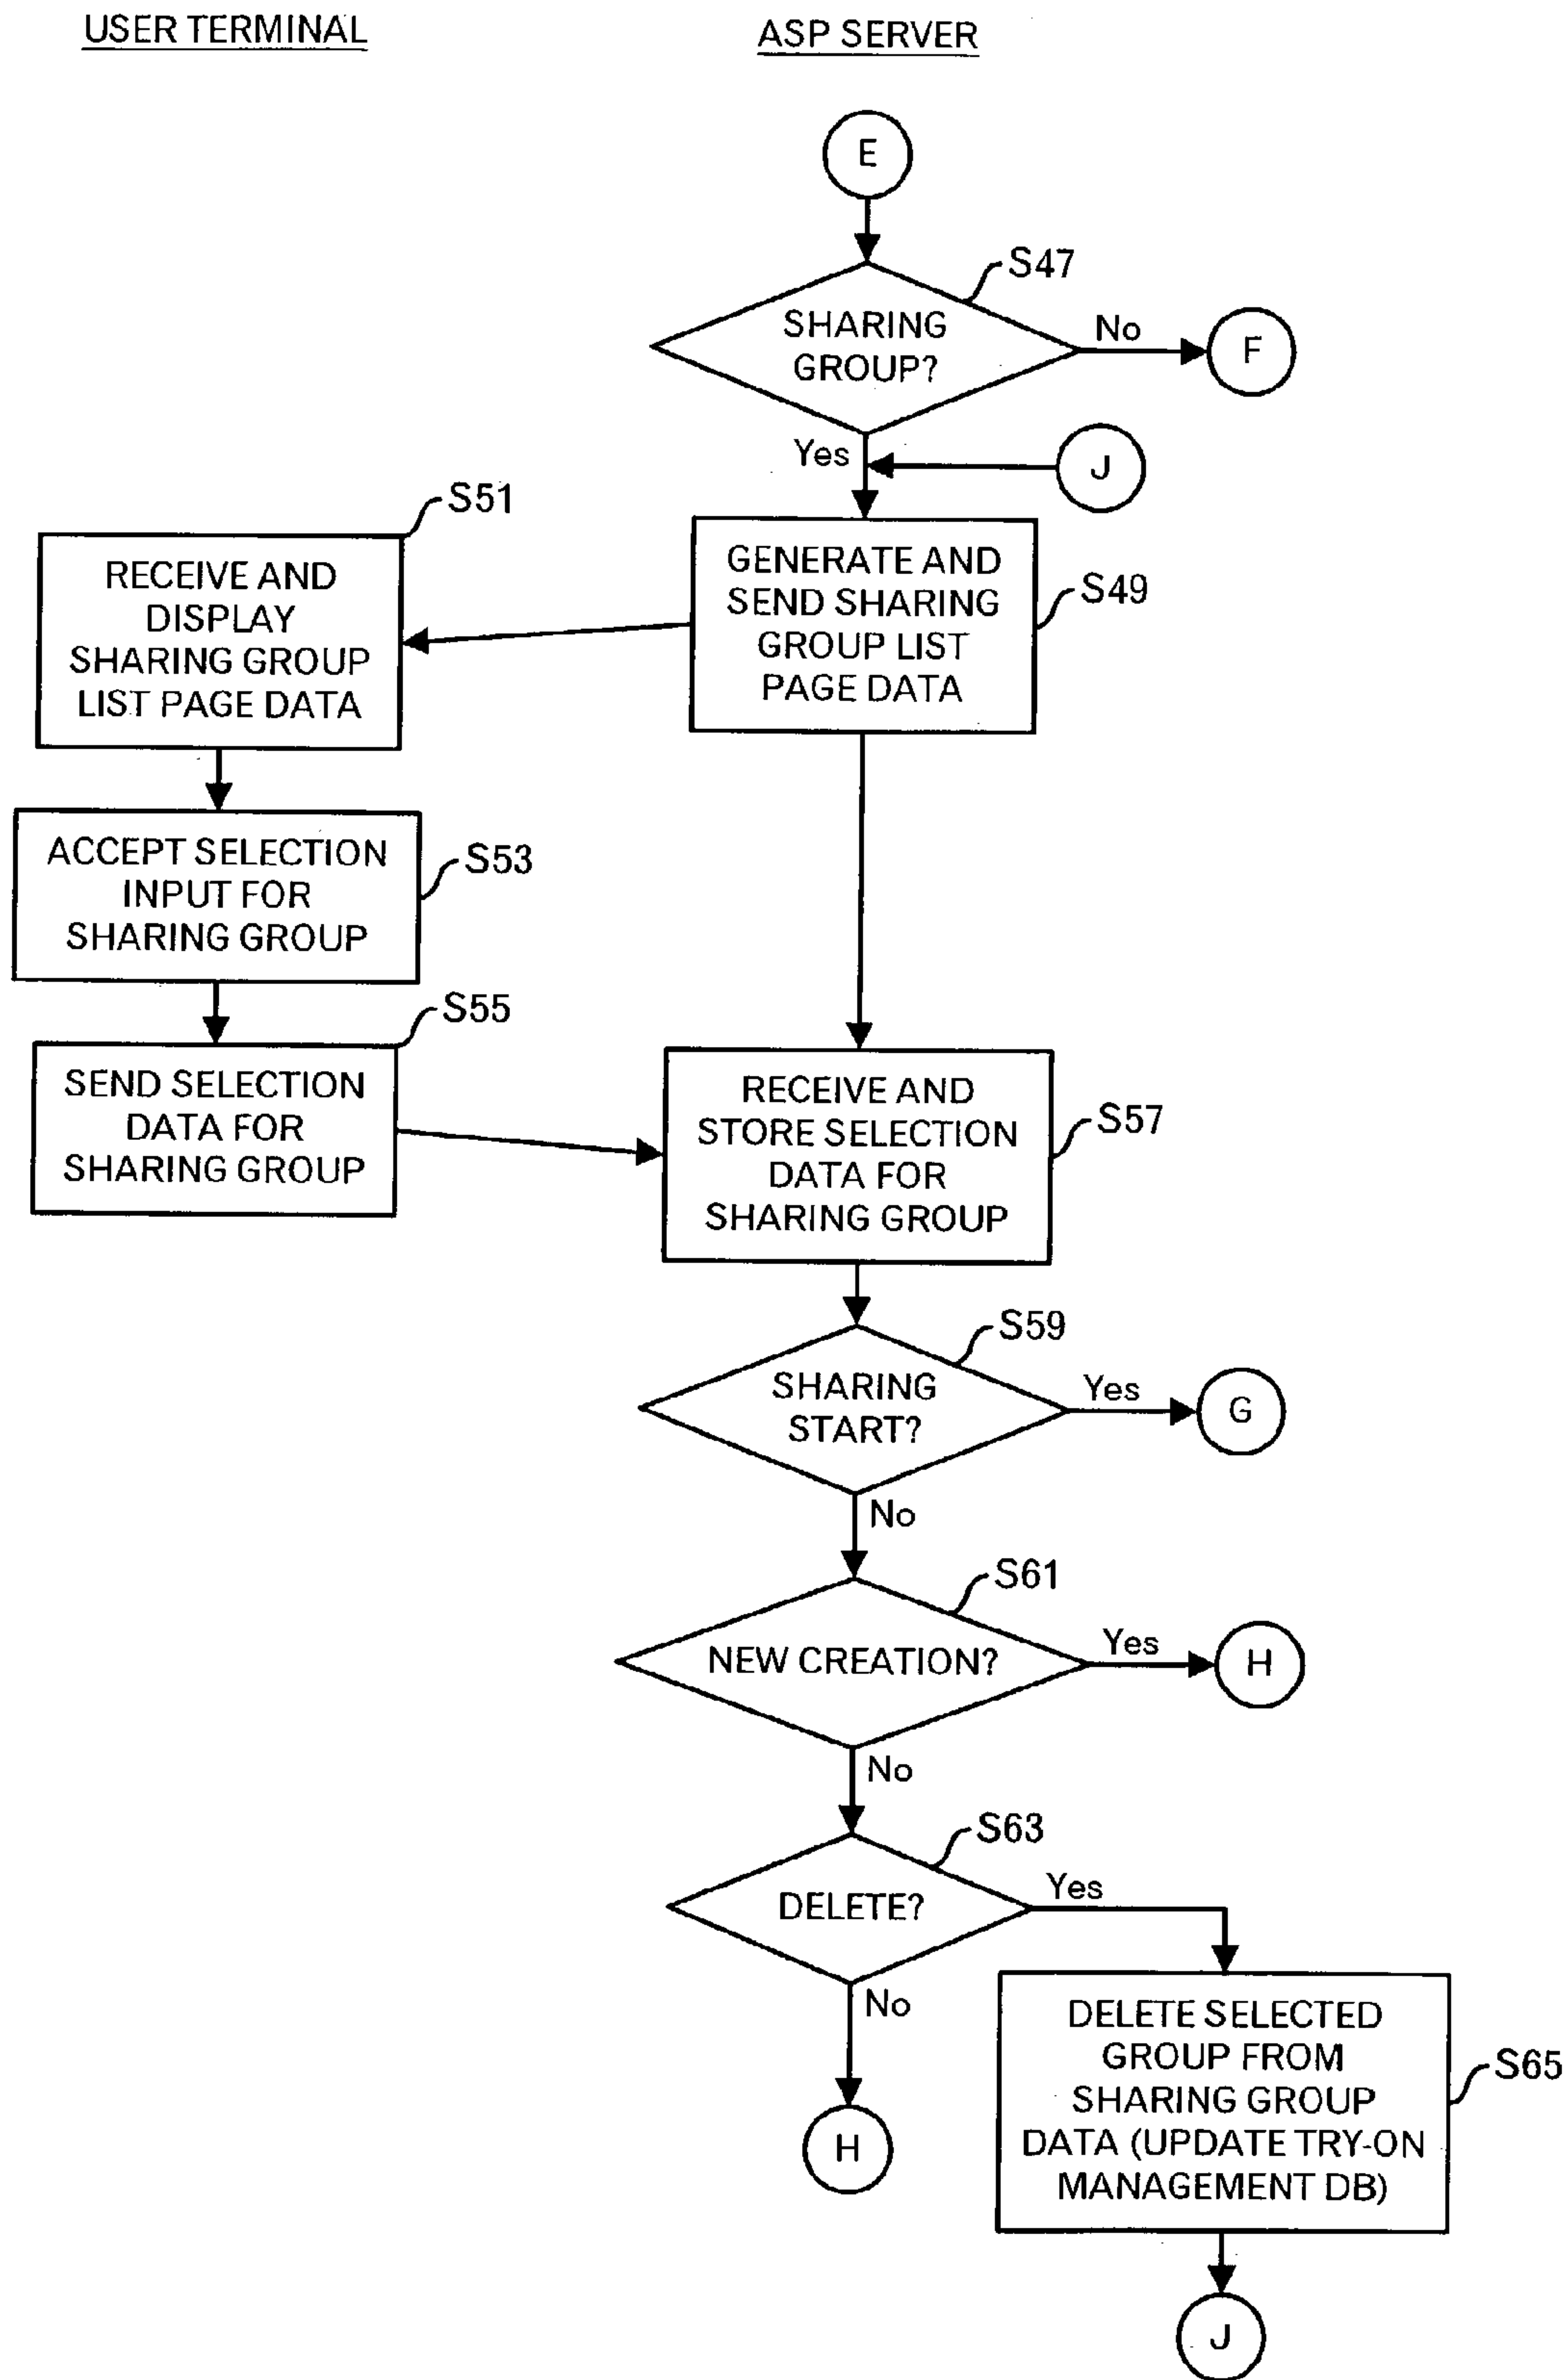 USER TERMINAL
ASP SERVER
E
S47
SHARING
GROUP?
No
F
Yes
J
S51
RECEIVE AND
DISPLAY
SHARING GROUP
LIST PAGE DATA
GENERATE AND
SEND SHARING
GROUP LIST
PAGE DATA
S49
ACCEPT SELECTION
INPUT FOR
SHARING GROUP
S53
S55
SEND SELECTION
DATA FOR
SHARING GROUP
RECEIVE AND
STORE SELECTION
DATA FOR
SHARING GROUP
S57
S59
SHARING
START?
Yes
G
No
S61
NEW CREATION?
Yes
H
No
S63
DELETE?
Yes
No
H
DELETE SELECTED
GROUP FROM
SHARING GROUP
DATA (UPDATE TRY-ON
MANAGEMENT DB)
S65
J